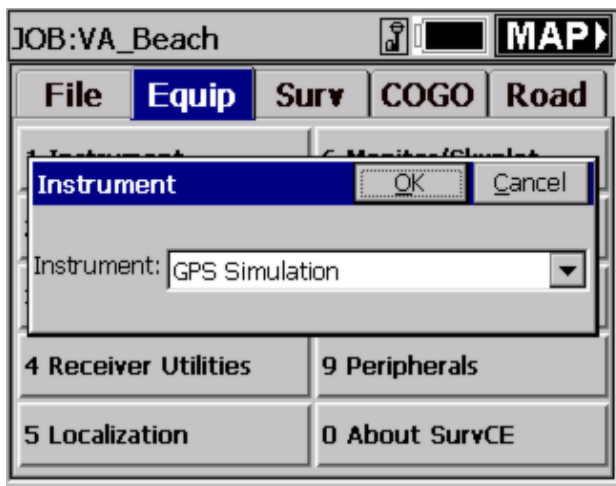 JOB:VA_Beach MAP
File Equip Surv COGO Road
Instrument OK Cancel
Instrument: GPS Simulation
4 Receiver Utilities 9 Peripherals
5 Localization 0 About SurvCE